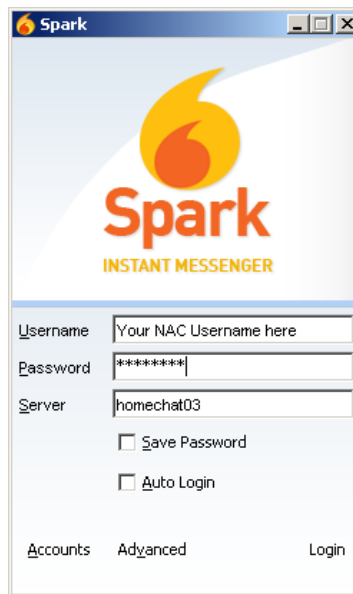 Spark
Spark
INSTANT MESSENGER
Username Your NAC Username here
Password ********
Server homechat03
Save Password
Auto Login
Accounts Advanced Login